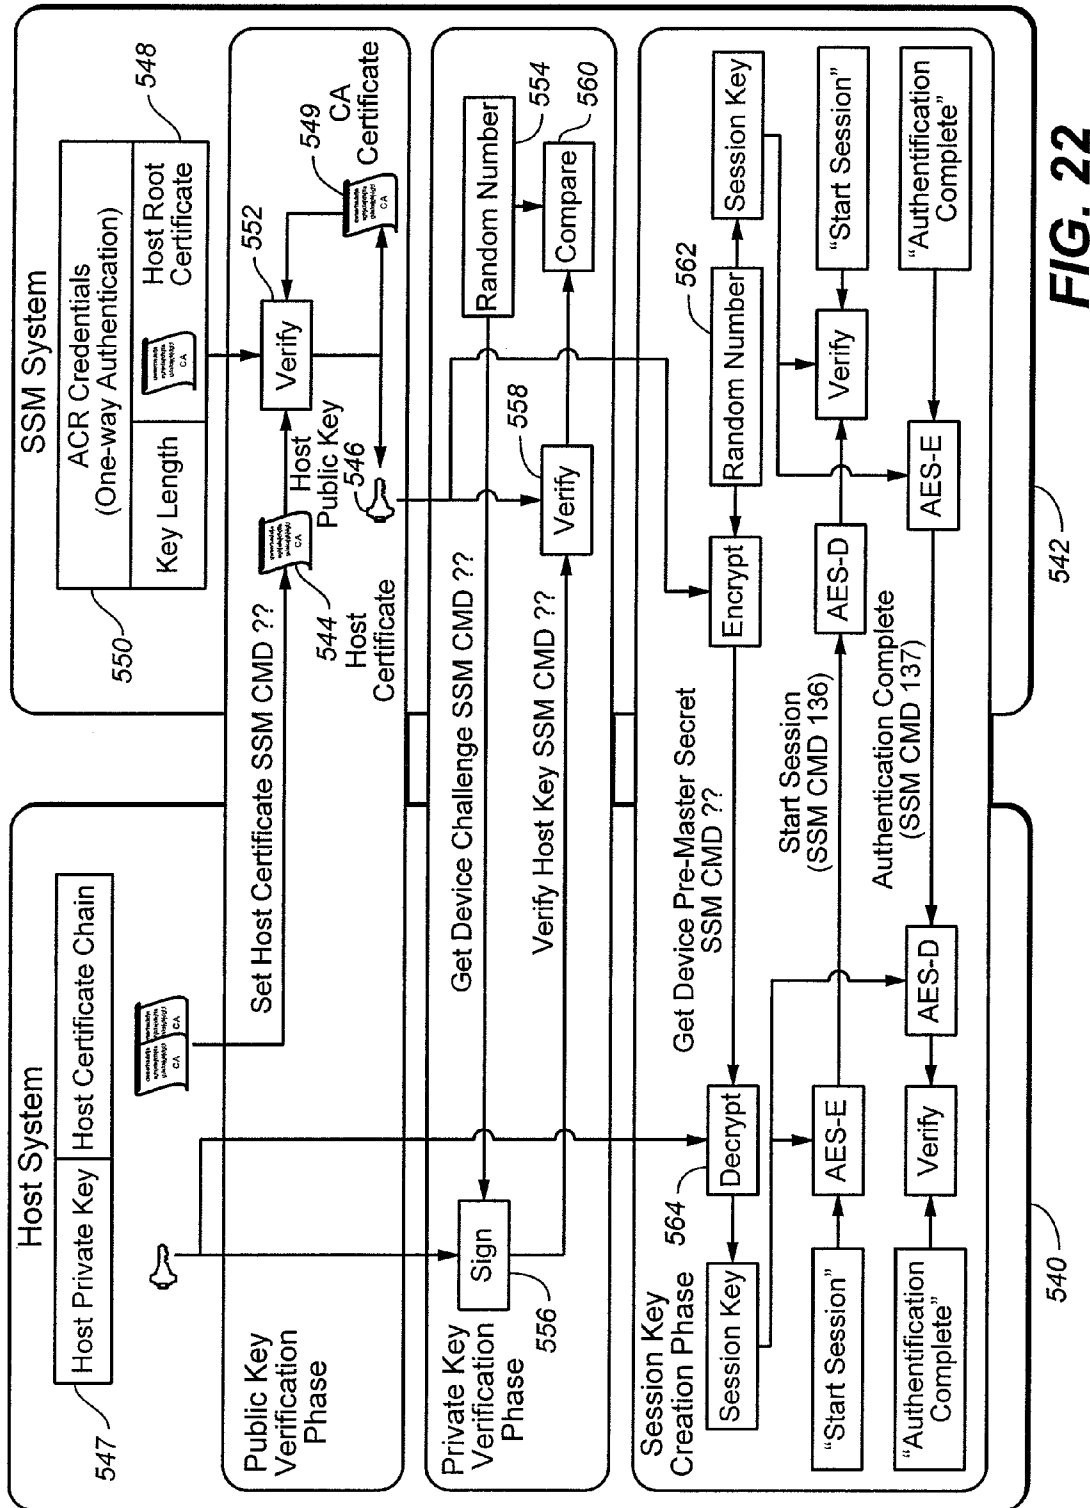 Host System
Host Private Key
Host Certificate Chain
547
CA
CA
SSM System
ACR Credentials
(One-way Authentication)
Key Length
Host Root
Certificate
CA
548
550
Public Key
Verification
Phase
Set Host Certificate SSM CMD ??
544
Host
Certificate
Host
Public Key
546
Verify
552
549
CA
CA
Certificate
Private Key
Verification
Phase
Sign
556
Get Device Challenge SSM CMD ??
Verify Host Key SSM CMD ??
Verify
558
Random Number
554
Compare
560
Session Key
Creation Phase
564
Session Key
Decrypt
Get Device Pre-Master Secret
SSM CMD ??
Encrypt
Random Number
562
Session Key
"Start Session"
AES-E
Start Session
(SSM CMD 136)
AES-D
Verify
"Start Session"
"Authentification
Complete"
Verify
AES-D
Authentication Complete
(SSM CMD 137)
AES-E
"Authentification
Complete"
540
542
FIG. 22